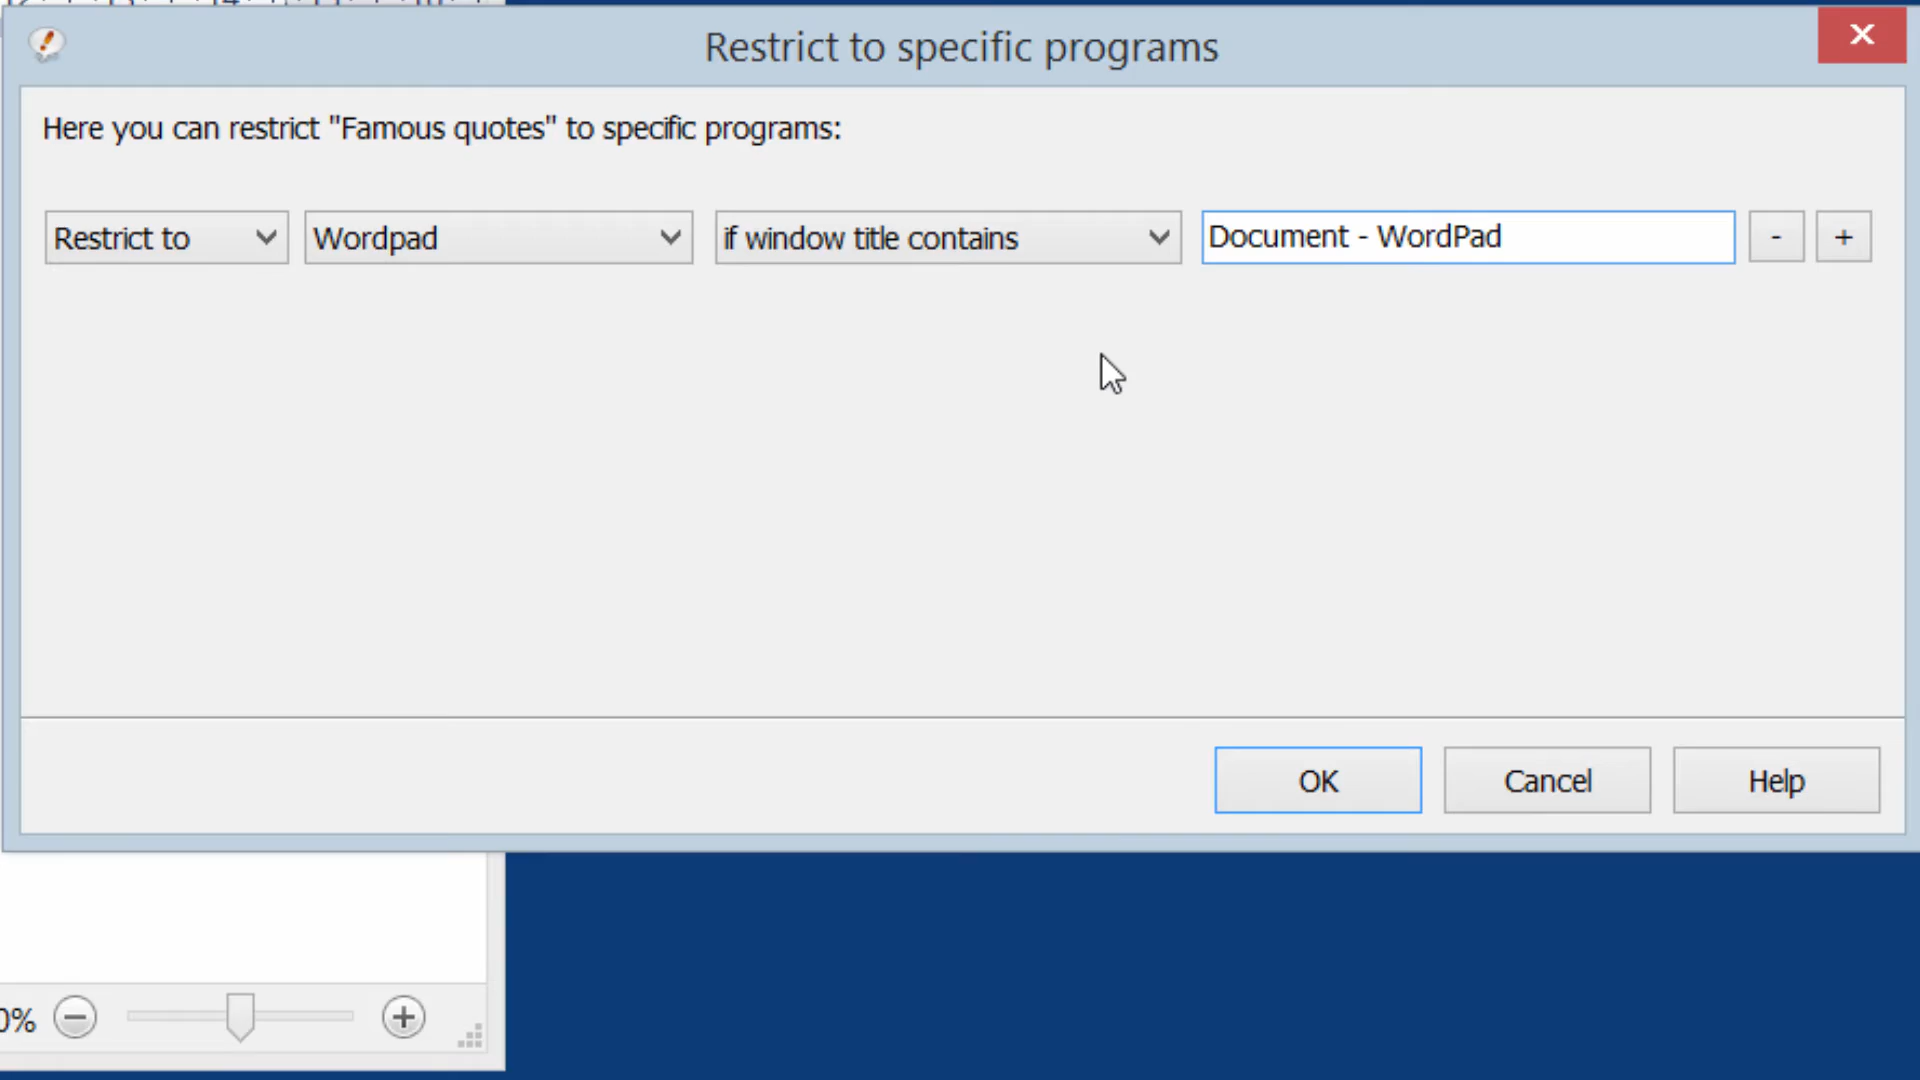 Restrict to specific programs
Here you can restrict "Famous quotes" to specific programs:
Restrict to Wordpad if window title contains Document - WordPad - +
OK Cancel Help
0%